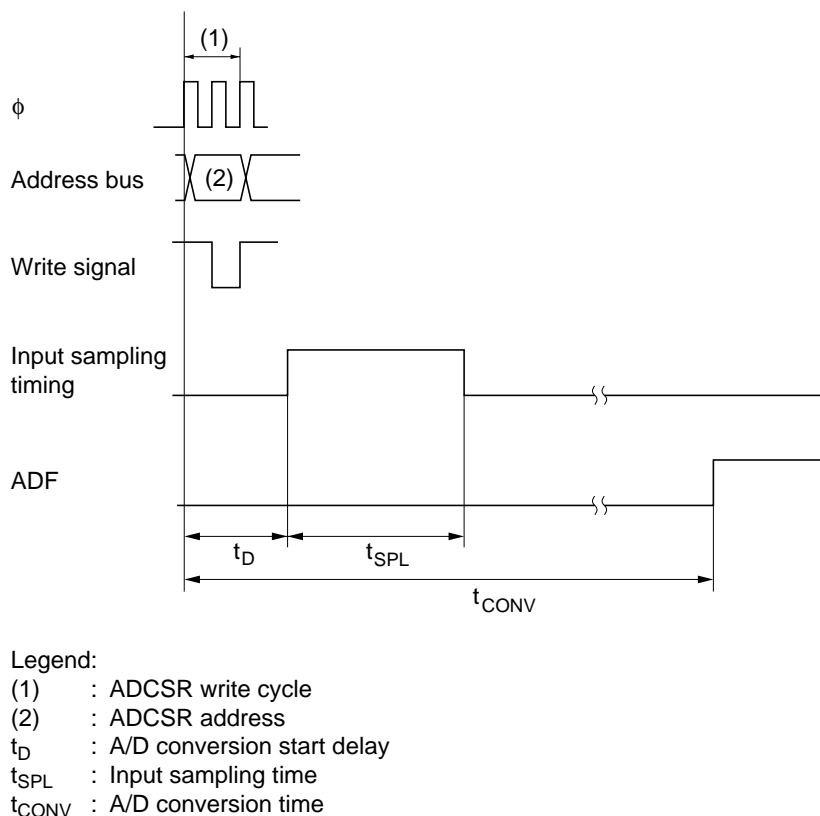 (1)
ϕ
Address bus
(2)
Write signal
Input sampling
timing
ADF
tD
tSPL
tCONV
Legend:
(1) : ADCSR write cycle
(2) : ADCSR address
tD : A/D conversion start delay
tSPL : Input sampling time
tCONV : A/D conversion time